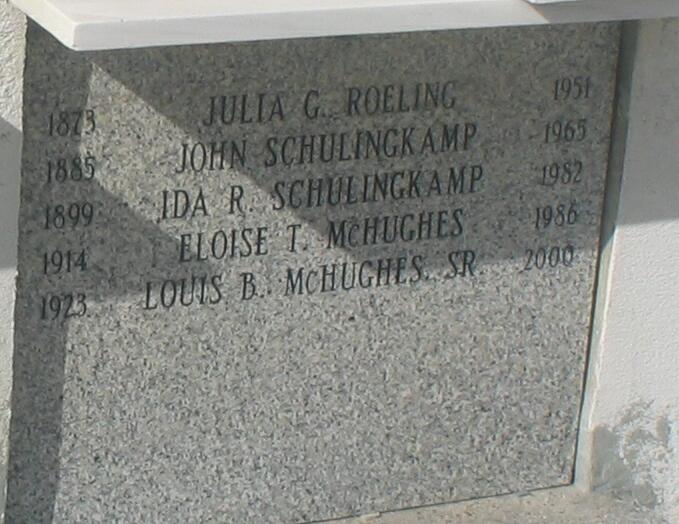 1873 JULIA G. ROELING 1951
1885 JOHN SCHULINGKAMP 1965
1899 IDA R. SCHULINGKAMP 1982
1914 ELOISE T. McHUGHES 1986
1923 LOUIS B. McHUGHES, SR. 2000